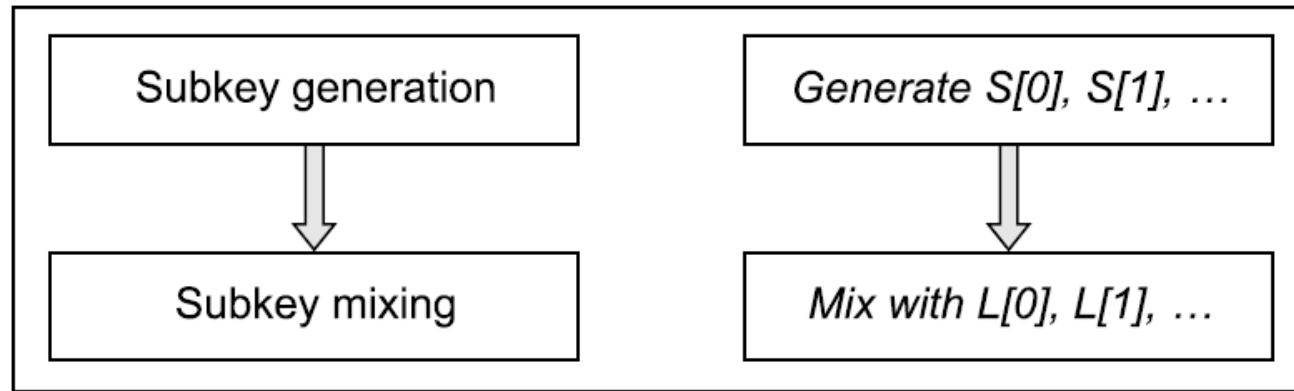 Subkey generation
Generate S[0], S[1], …
Subkey mixing
Mix with L[0], L[1], …